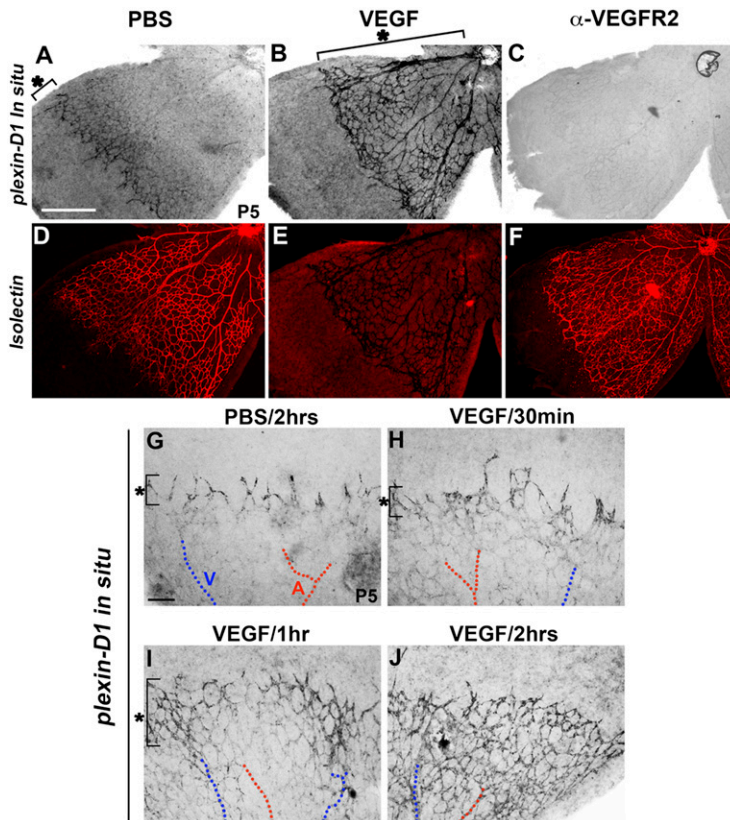 PBS VEGF α-VEGFR2
A * B * C
plexin-D1 In situ
P5
D E F
Isolectin
PBS/2hrs VEGF/30min
G * H *
V A P5
VEGF/1hr VEGF/2hrs
I * J
plexin-D1 in situ